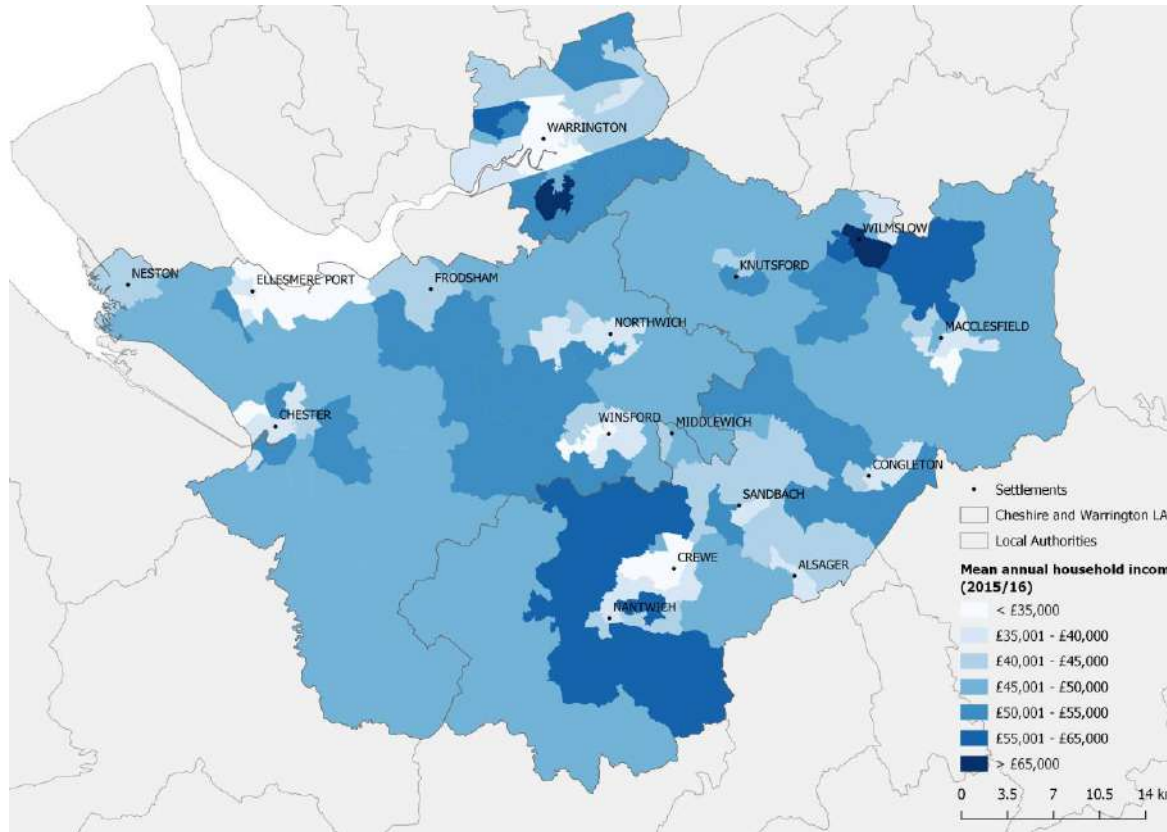 WARRINGTON
WILMSLOW
NESTON
ELLESMERE PORT
FRODSHAM
KNUTSFORD
NORTHWICH
MACCLESFIELD
CHESTER
WINSFORD
MIDDLEWICH
CONGLETON
SANDBACH
CREWE
ALSAGER
NANTWICH
Settlements
Cheshire and Warrington LA
Local Authorities
Mean annual household incom
(2015/16)
< £35,000
£35,001 - £40,000
£40,001 - £45,000
£45,001 - £50,000
£50,001 - £55,000
£55,001 - £65,000
> £65,000
0 3.5 7 10.5 14 km